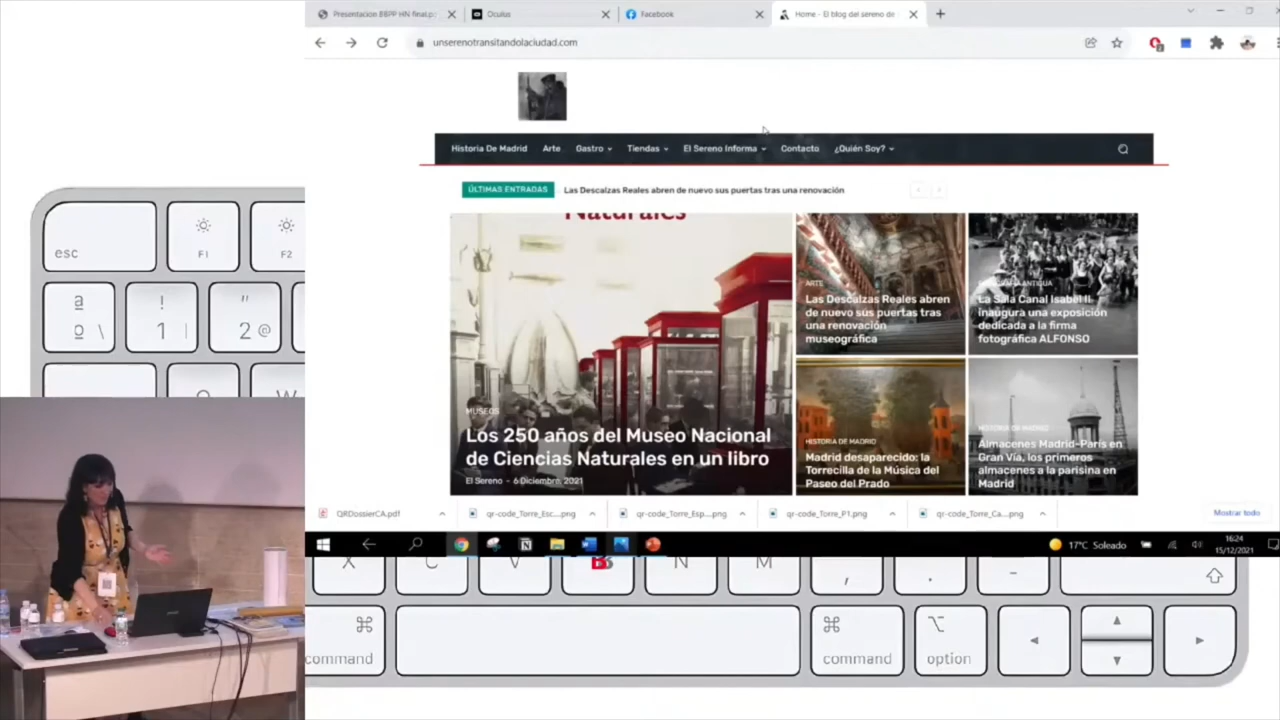 Presentacion BBPP HN final.p
Oculus
Facebook
Home - El blog del sereno de
unserenotransitandolaciudad.com
Historia De Madrid
Arte
Gastro
Tiendas
El Sereno Informa
Contacto
¿Quién Soy?
ÚLTIMAS ENTRADAS
Las Descalzas Reales abren de nuevo sus puertas tras una renovación
Naturales
MUSEOS
Los 250 años del Museo Nacional
de Ciencias Naturales en un libro
El Sereno - 6 Diciembre, 2021
ARTE
Las Descalzas Reales abren
de nuevo sus puertas tras
una renovación
museográfica
ANTIGUA
La Sala Canal Isabel II
inaugura una exposición
dedicada a la firma
fotográfica ALFONSO
HISTORIA DE MADRID
Madrid desaparecido: la
Torrecilla de la Música del
Paseo del Prado
HISTORIA DE MADRID
Almacenes Madrid-París en
Gran Vía, los primeros
almacenes a la parisina en
Madrid
QRDossierCA.pdf
qr-code_Torre_Esc....png
qr-code_Torre_Esp....png
qr-code_Torre_P1.png
qr-code_Torre_Ca....png
Mostrar todo
17°C Soleado
16:24
15/12/2021
esc
F1
F2
ª
º \
!
1 |
"
2 @
W
X
C
V
B
N
M
,
.
-
⌘
command
⌘
command
⌥
option
◀
▲
▼
▶